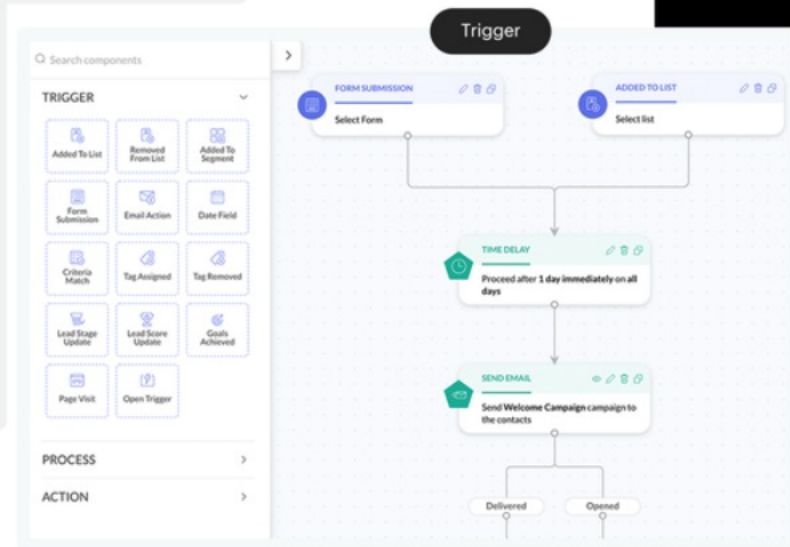 Trigger
Search components
TRIGGER
Added To List
Removed
From List
Added To
Segment
Form
Submission
Email Action
Date Field
Criteria
Match
Tag Assigned
Tag Removed
Lead Stage
Update
Lead Score
Update
Goals
Achieved
Page Visit
Open Trigger
PROCESS
ACTION
FORM SUBMISSION
Select Form
ADDED TO LIST
Select list
TIME DELAY
Proceed after 1 day immediately on all
days
SEND EMAIL
Send Welcome Campaign campaign to
the contacts
Delivered
Opened